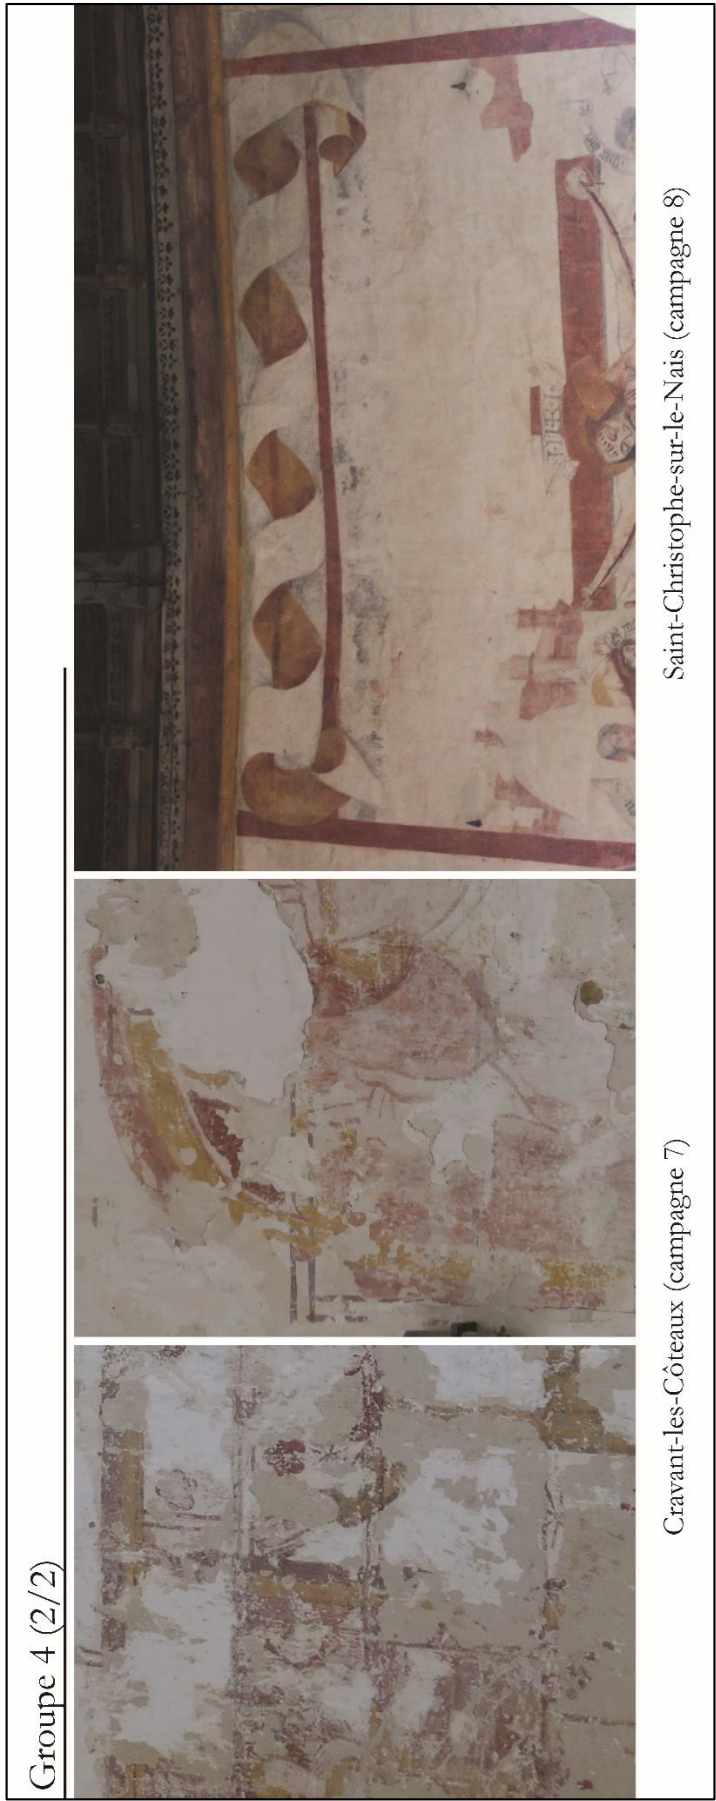 Groupe 4 (2/2)
Cravant-les-Côteaux (campagne 7)
Saint-Christophe-sur-le-Nais (campagne 8)